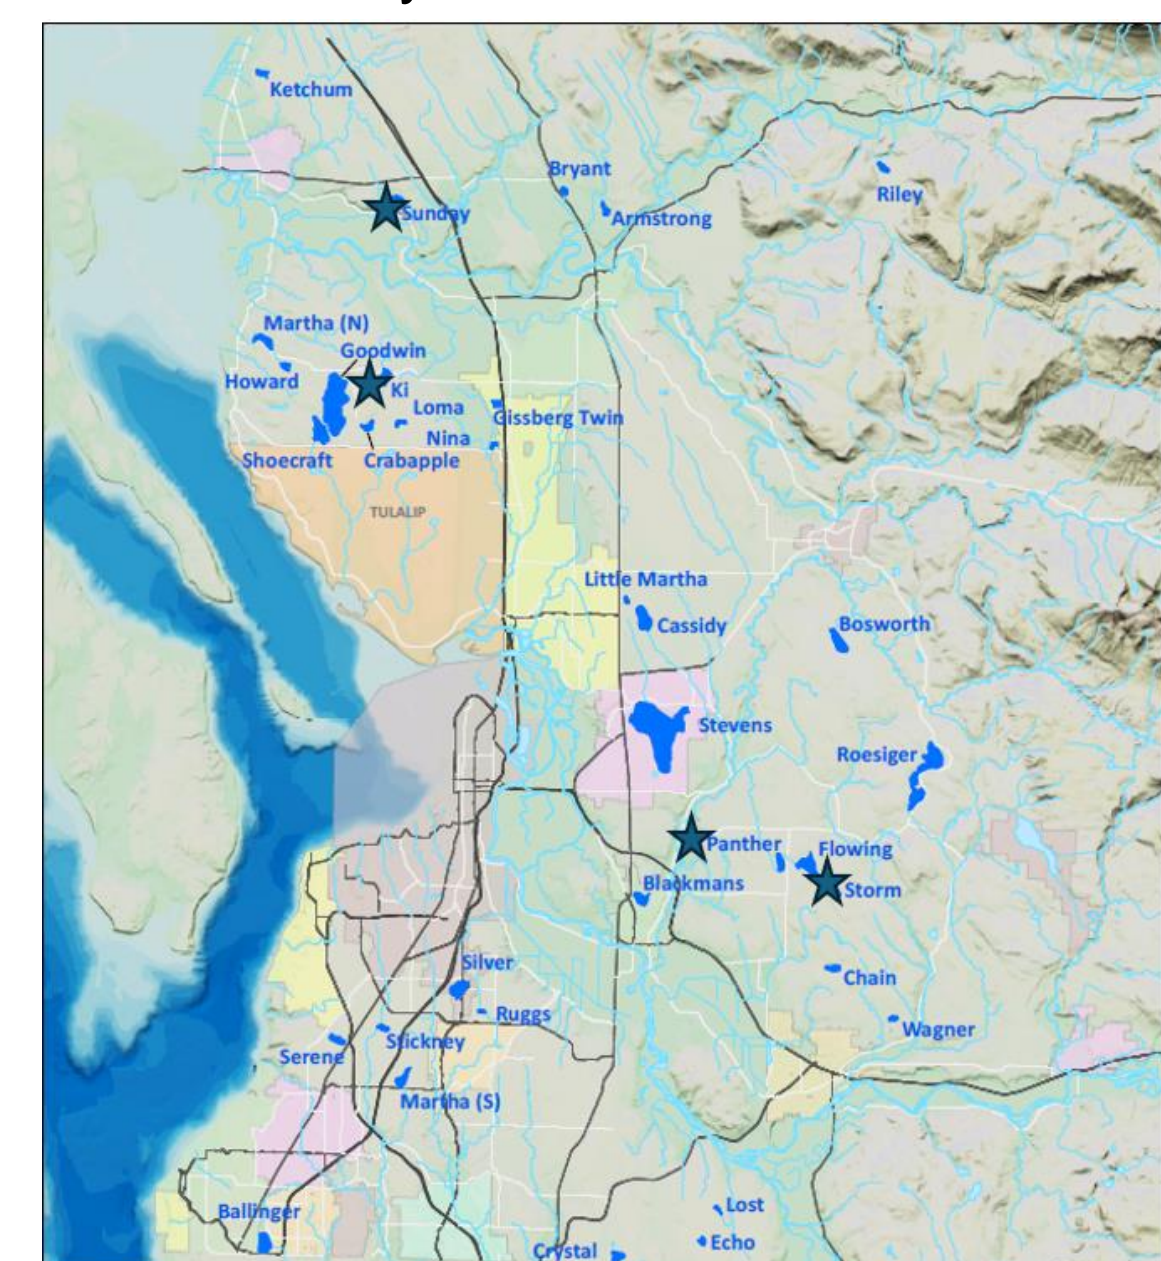 Ketchum
Bryant
Riley
Sunday
Armstrong
Martha (N)
Goodwin
Howard
Ki
Loma
Gissberg Twin
Nina
Shoecraft
Crabapple
TULALIP
Little Martha
Cassidy
Bosworth
Stevens
Roesiger
Panther
Flowing
Blackmans
Storm
Silver
Chain
Ruggs
Wagner
Stickney
Serene
Martha (S)
Lost
Ballinger
Echo
Crystal